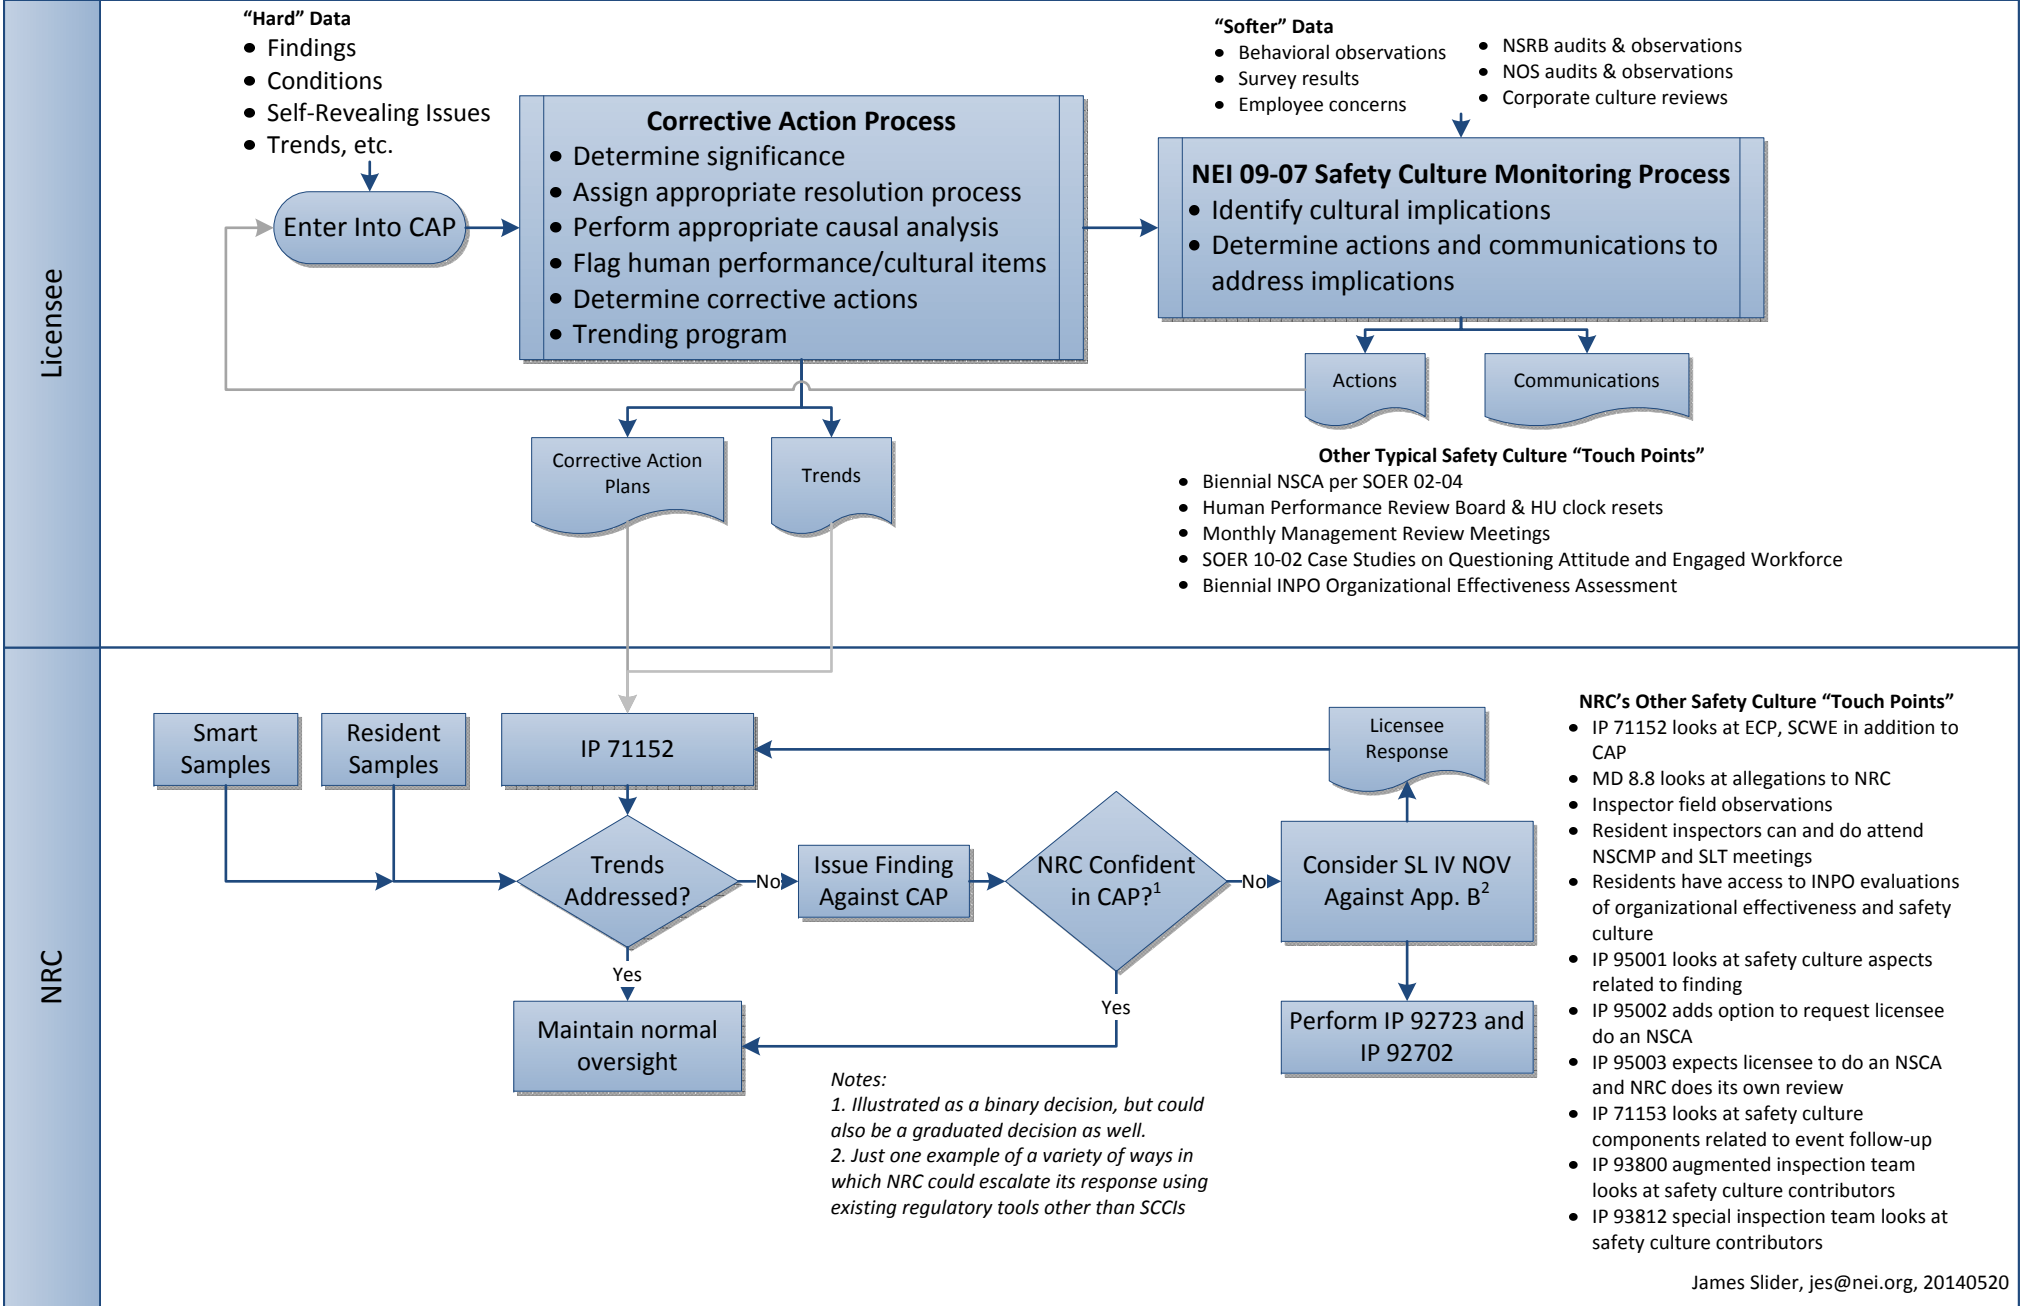 Licensee
"Hard" Data
• Findings
• Conditions
• Self-Revealing Issues
• Trends, etc.
Enter Into CAP
Corrective Action Process
• Determine significance
• Assign appropriate resolution process
• Perform appropriate causal analysis
• Flag human performance/cultural items
• Determine corrective actions
• Trending program
“Softer” Data
• Behavioral observations
• Survey results
• Employee concerns
• NSRB audits & observations
• NOS audits & observations
• Corporate culture reviews
NEI 09-07 Safety Culture Monitoring Process
• Identify cultural implications
• Determine actions and communications to
address implications
Actions
Communications
Corrective Action
Plans
Trends
Other Typical Safety Culture “Touch Points”
• Biennial NSCA per SOER 02-04
• Human Performance Review Board & HU clock resets
• Monthly Management Review Meetings
• SOER 10-02 Case Studies on Questioning Attitude and Engaged Workforce
• Biennial INPO Organizational Effectiveness Assessment
NRC
Smart
Samples
Resident
Samples
IP 71152
Licensee
Response
Trends
Addressed?
No
Issue Finding
Against CAP
NRC Confident
in CAP?1
No
Consider SL IV NOV
Against App. B2
Yes
Yes
Maintain normal
oversight
Perform IP 92723 and
IP 92702
Notes:
1. Illustrated as a binary decision, but could
also be a graduated decision as well.
2. Just one example of a variety of ways in
which NRC could escalate its response using
existing regulatory tools other than SCCIs
NRC’s Other Safety Culture “Touch Points”
• IP 71152 looks at ECP, SCWE in addition to
CAP
• MD 8.8 looks at allegations to NRC
• Inspector field observations
• Resident inspectors can and do attend
NSCMP and SLT meetings
• Residents have access to INPO evaluations
of organizational effectiveness and safety
culture
• IP 95001 looks at safety culture aspects
related to finding
• IP 95002 adds option to request licensee
do an NSCA
• IP 95003 expects licensee to do an NSCA
and NRC does its own review
• IP 71153 looks at safety culture
components related to event follow-up
• IP 93800 augmented inspection team
looks at safety culture contributors
• IP 93812 special inspection team looks at
safety culture contributors
James Slider, jes@nei.org, 20140520